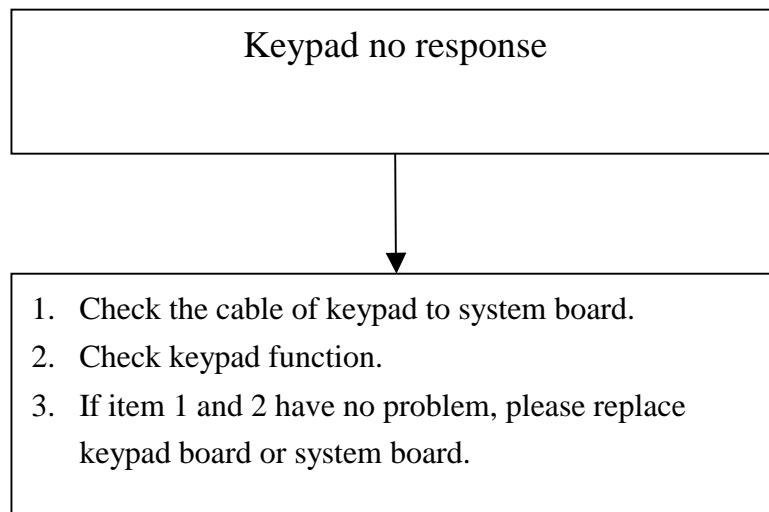 Keypad no response
1. Check the cable of keypad to system board.
2. Check keypad function.
3. If item 1 and 2 have no problem, please replace
keypad board or system board.